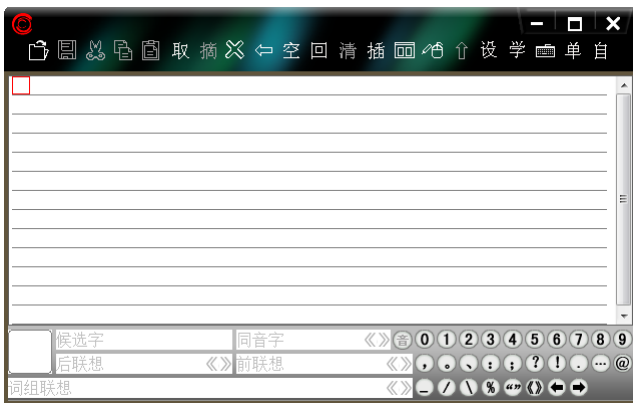 取 摘 空 回 清 插 设 学 单 自
候选字 同音字 《 》 音 0 1 2 3 4 5 6 7 8 9
后联想 《 》 前联想 《 》 , 。 、 : ; ? ! . … @
词组联想 《 》 _ / \ % “” 《》